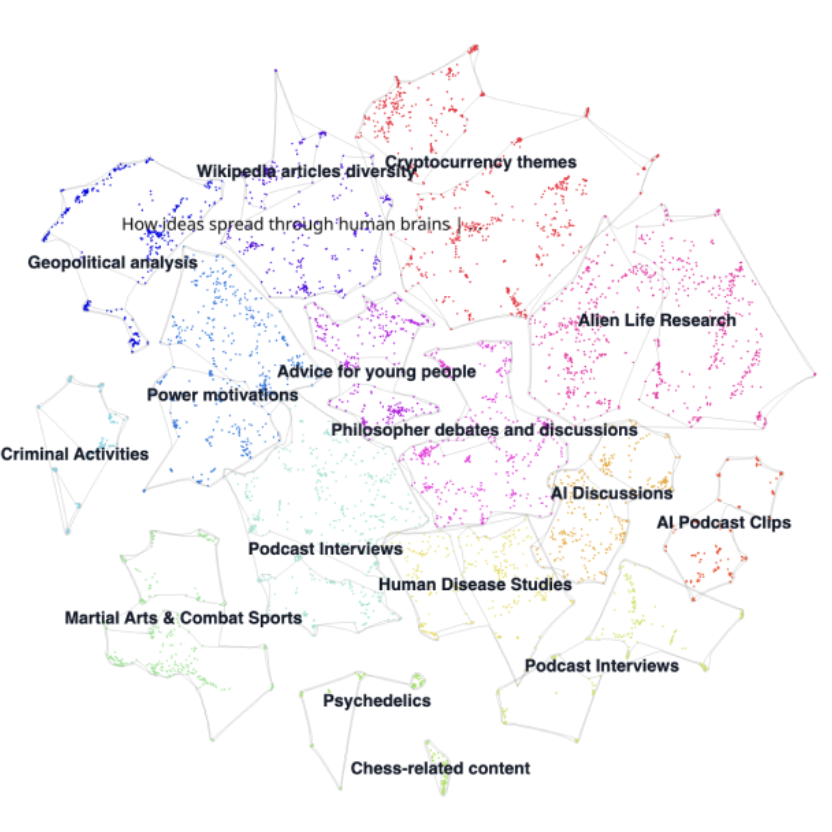 Cryptocurrency themes
Wikipedia articles diversity
How ideas spread through human brains | ...
Geopolitical analysis
Alien Life Research
Advice for young people
Power motivations
Philosopher debates and discussions
Criminal Activities
AI Discussions
AI Podcast Clips
Podcast Interviews
Human Disease Studies
Martial Arts & Combat Sports
Podcast Interviews
Psychedelics
Chess-related content